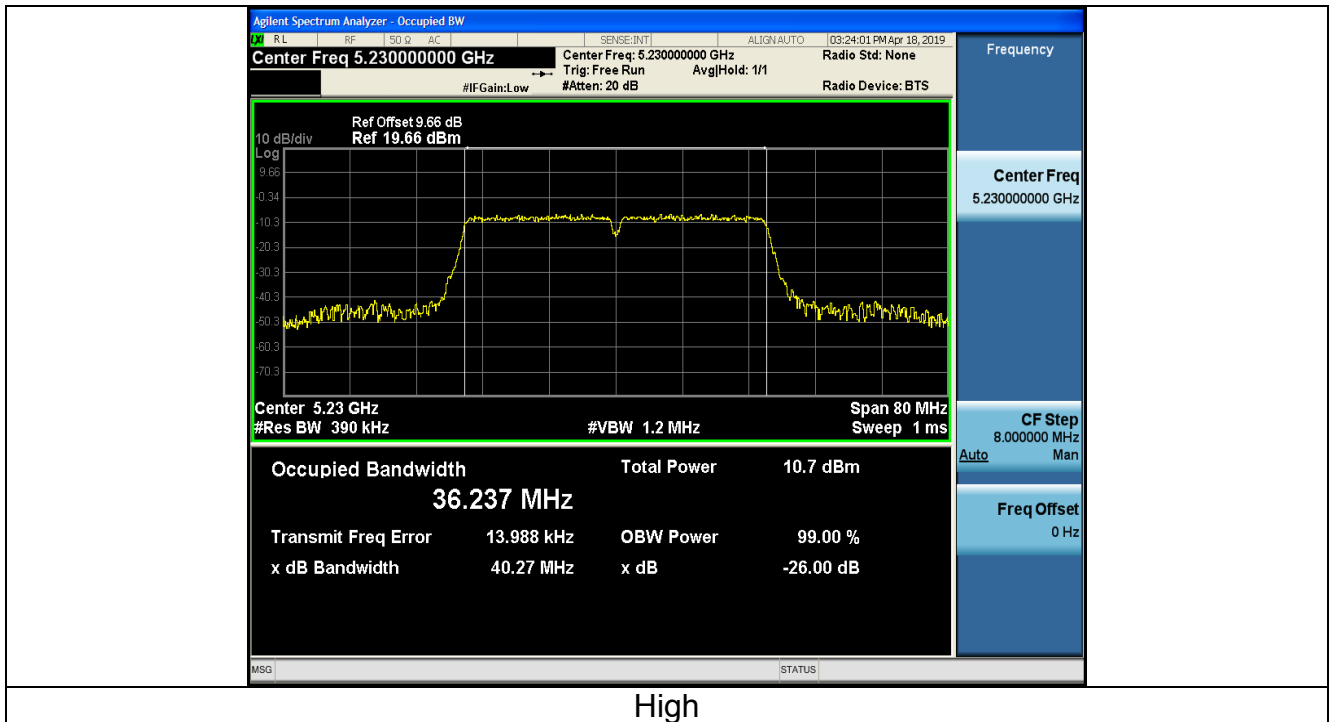 Agilent Spectrum Analyzer - Occupied BW
LXI RL RF 50 Ω AC SENSE:INT ALIGN AUTO 03:24:01 PM Apr 18, 2019
Center Freq 5.230000000 GHz
Center Freq: 5.230000000 GHz
Radio Std: None
Trig: Free Run Avg|Hold: 1/1
#IFGain:Low
#Atten: 20 dB
Radio Device: BTS
Frequency
Ref Offset 9.66 dB
10 dB/div Ref 19.66 dBm
Log
9.66
-0.34
-10.3
-20.3
-30.3
-40.3
-50.3
-60.3
-70.3
Center 5.23 GHz Span 80 MHz
#Res BW 390 kHz #VBW 1.2 MHz Sweep 1 ms
Center Freq
5.230000000 GHz
CF Step
8.000000 MHz
Auto Man
Freq Offset
0 Hz
Occupied Bandwidth Total Power 10.7 dBm
36.237 MHz
Transmit Freq Error 13.988 kHz OBW Power 99.00 %
x dB Bandwidth 40.27 MHz x dB -26.00 dB
MSG STATUS
High